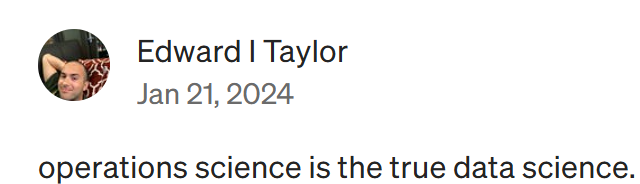 Edward I Taylor
Jan 21, 2024
operations science is the true data science.